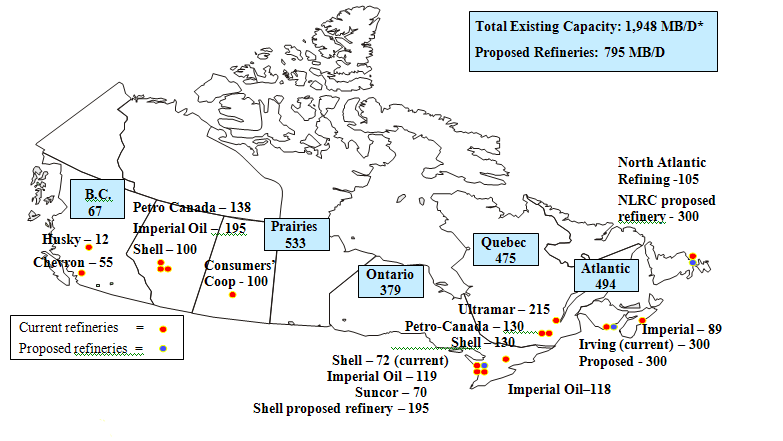 Total Existing Capacity: 1,948 MB/D*
Proposed Refineries: 795 MB/D
North Atlantic
Refining -105
NLRC proposed
refinery - 300
B.C.
67
Petro Canada – 138
Imperial Oil – 195
Shell – 100
Prairies
533
Husky – 12
Chevron – 55
Consumers'
Coop - 100
Ontario
379
Quebec
475
Atlantic
494
Ultramar – 215
Petro-Canada – 130
Shell – 130
Imperial – 89
Irving (current) – 300
Proposed - 300
Current refineries =
Proposed refineries =
Shell – 72 (current)
Imperial Oil – 119
Suncor – 70
Shell proposed refinery – 195
Imperial Oil–118